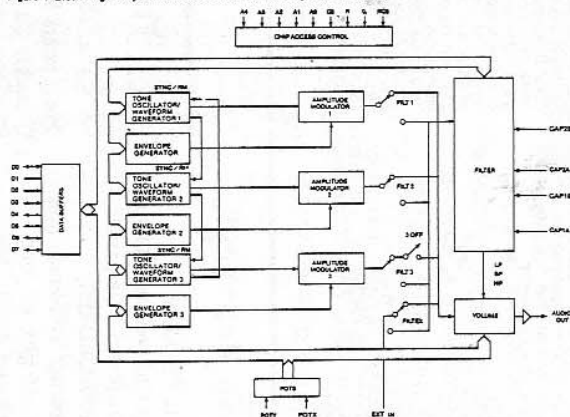 A4 A3 A2 A1 A0 CS R
CHIP ACCESS CONTROL
SYNC / RM
TONE
OSCILLATOR/
WAVEFORM
GENERATOR 1
AMPLITUDE
MODULATOR
1
FILT 1
ENVELOPE
GENERATOR
SYNC / RM
TONE
OSCILLATOR/
WAVEFORM
GENERATOR 2
AMPLITUDE
MODULATOR
2
FILT 2
ENVELOPE
GENERATOR 2
SYNC / RM
TONE
OSCILLATOR/
WAVEFORM
GENERATOR 3
AMPLITUDE
MODULATOR
3 OFF
FILT 3
ENVELOPE
GENERATOR 3
FILTEX
FILTER
CAP2B
CAP2A
CAP1B
CAP1A
LP
BP
HP
VOLUME
AUDIO
OUT
D0
D1
D2
D3
D4
D5
D6
D7
DATA BUFFERS
POTS
POTY
POTX
EXT IN